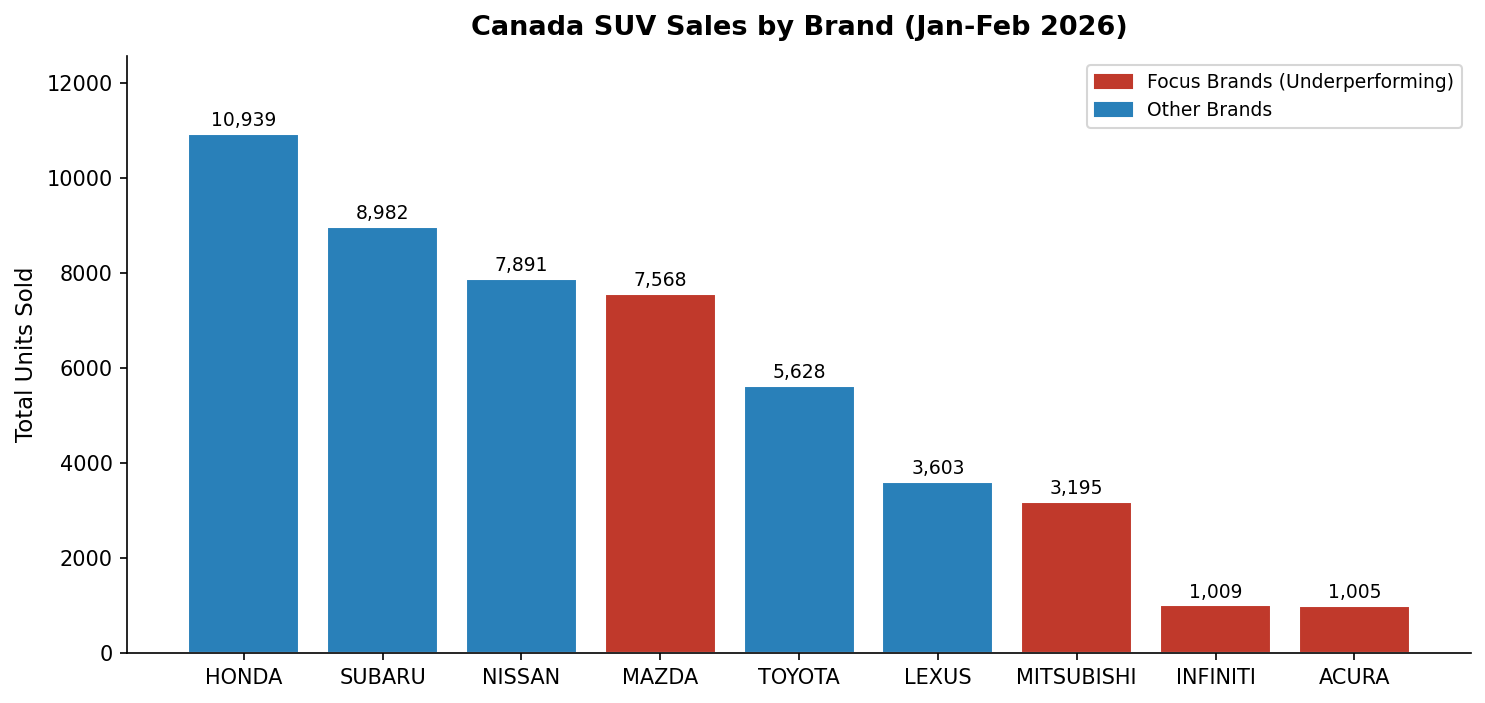 Canada SUV Sales by Brand (Jan-Feb 2026)
Focus Brands (Underperforming)
Other Brands
Total Units Sold
12000
10000
8000
6000
4000
2000
0
10,939
8,982
7,891
7,568
5,628
3,603
3,195
1,009
1,005
HONDA
SUBARU
NISSAN
MAZDA
TOYOTA
LEXUS
MITSUBISHI
INFINITI
ACURA